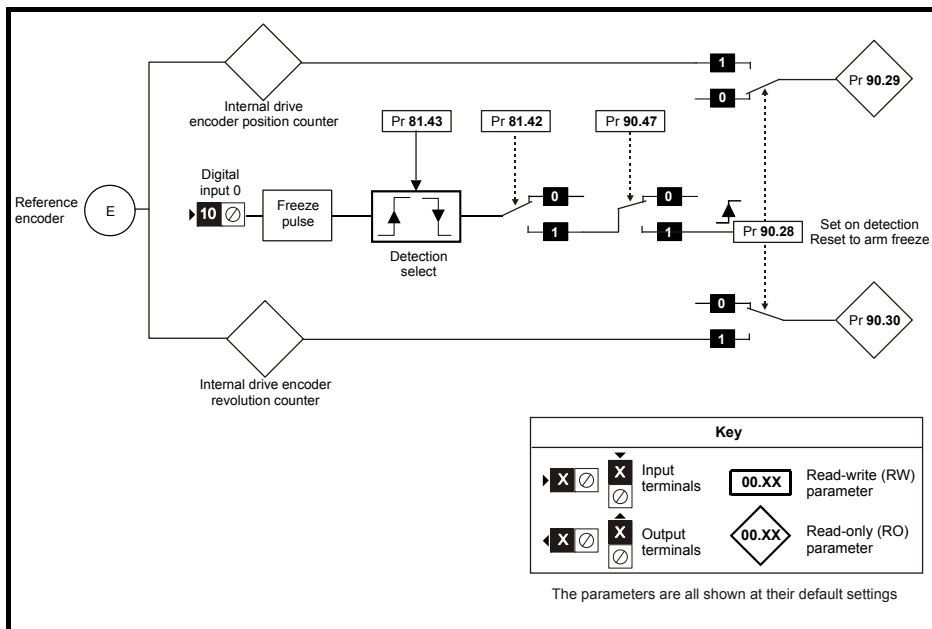 1
Pr 90.29
0
Internal drive
encoder position counter
Pr 81.43
Pr 81.42
Pr 90.47
Digital
input 0
Reference
encoder
E
10
Freeze
pulse
0
0
1
1
Detection
select
Pr 90.28
Set on detection
Reset to arm freeze
0
Pr 90.30
1
Internal drive encoder
revolution counter
Key
X
X
Input
terminals
00.XX
Read-write (RW)
parameter
X
X
Output
terminals
00.XX
Read-only (RO)
parameter
The parameters are all shown at their default settings